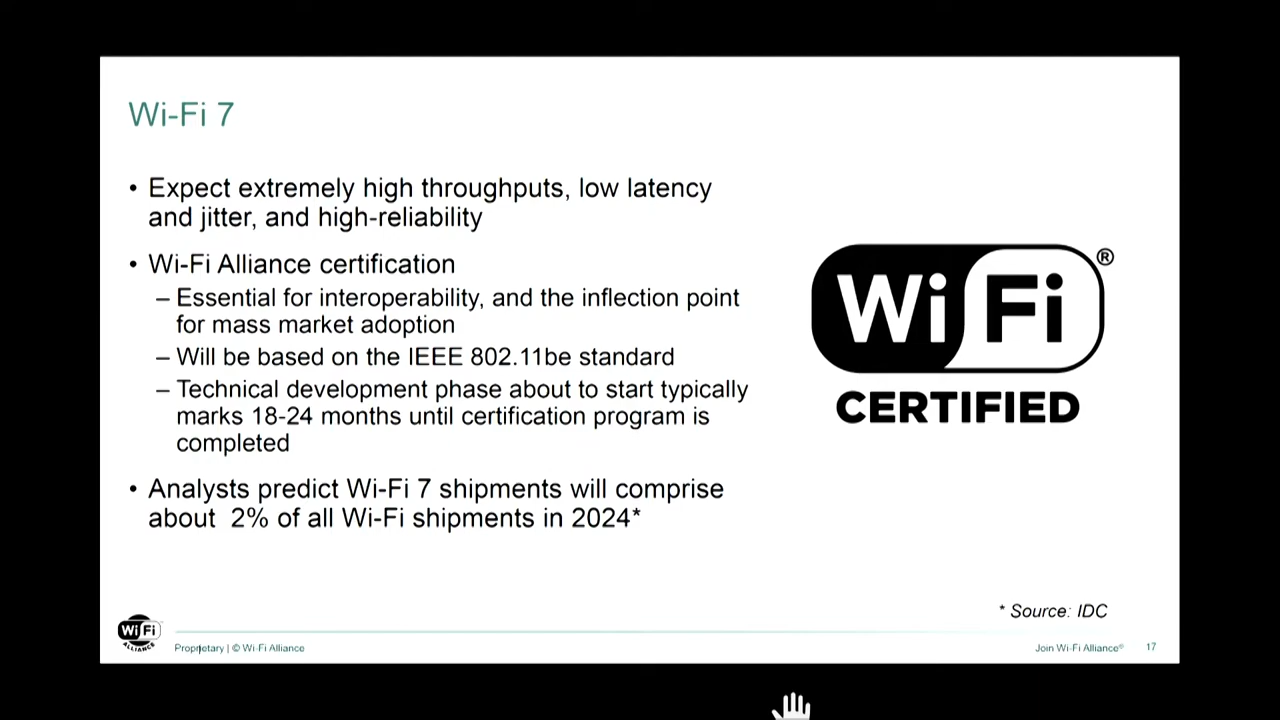 Wi-Fi 7
• Expect extremely high throughputs, low latency
and jitter, and high-reliability
• Wi-Fi Alliance certification
– Essential for interoperability, and the inflection point
for mass market adoption
– Will be based on the IEEE 802.11be standard
– Technical development phase about to start typically
marks 18-24 months until certification program is
completed
• Analysts predict Wi-Fi 7 shipments will comprise
about  2% of all Wi-Fi shipments in 2024*
Wi Fi ®
CERTIFIED
* Source: IDC
Wi Fi
ALLIANCE
Proprietary | © Wi-Fi Alliance
Join Wi-Fi Alliance®
17